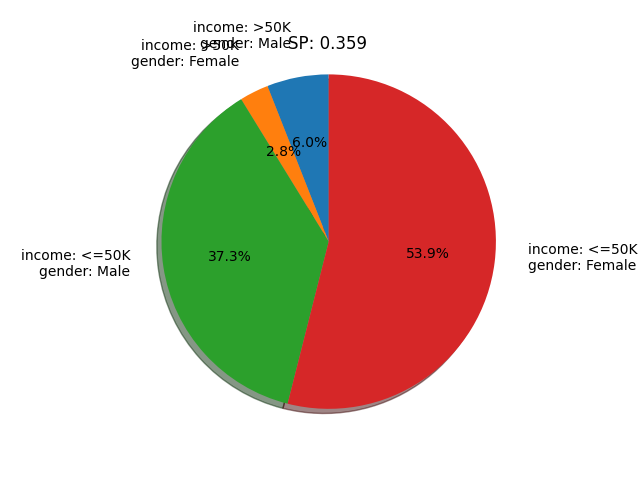 income: >50K
gender: Male
SP: 0.359
income: >50K
gender: Female
6.0%
2.8%
37.3%
53.9%
income: <=50K
gender: Male
income: <=50K
gender: Female